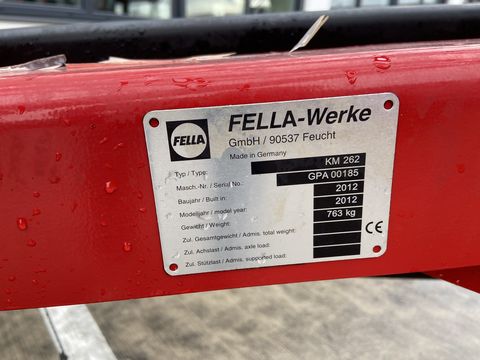 FELLA
FELLA-Werke
GmbH / 90537 Feucht
Made in Germany
Typ / Type: KM 262
Masch.-Nr. / Serial No.: GPA 00185
Baujahr / Built in: 2012
Modelljahr / model year: 2012
Gewicht / Weight: 763 kg
Zul. Gesamtgewicht / Admis. total weight:
Zul. Achslast / Admis. axle load:
Zul. Stützlast / Admis. supported load:
CE